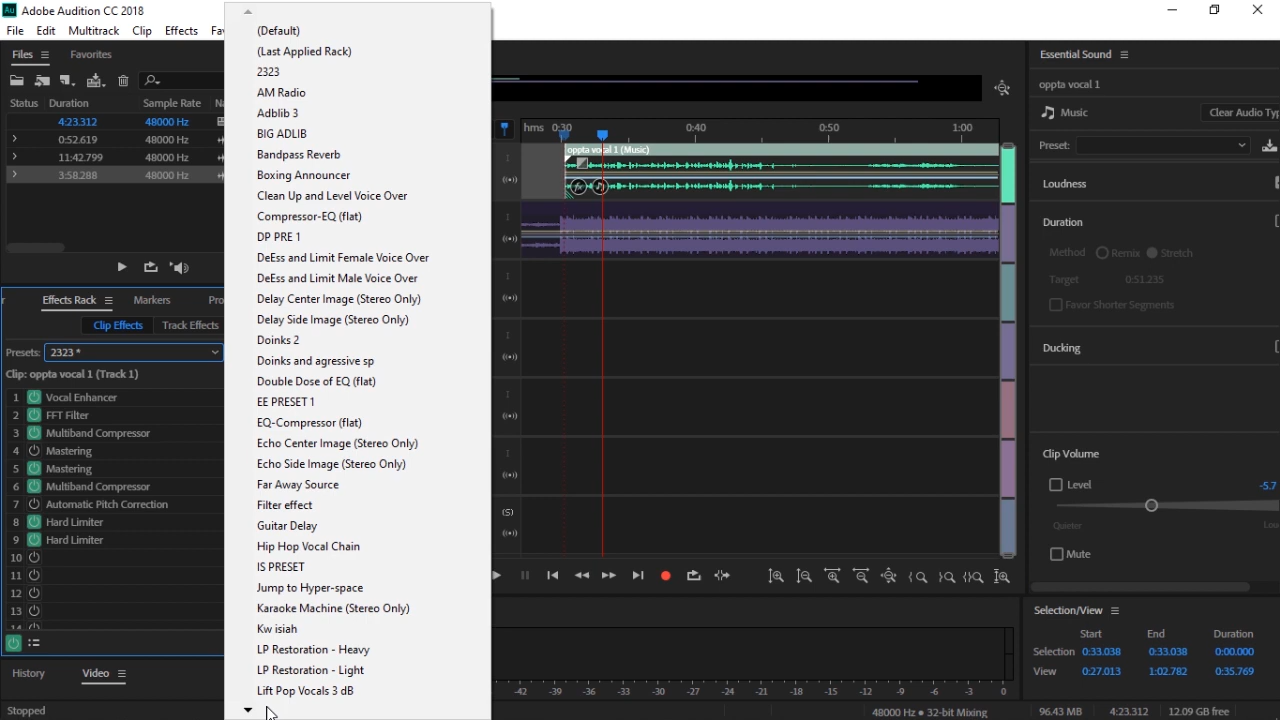 Au Adobe Audition CC 2018
File Edit Multitrack Clip Effects Fav
Files Favorites
Status Duration Sample Rate Na
4:23.312 48000 Hz
0:52.619 48000 Hz
11:42.799 48000 Hz
3:58.288 48000 Hz
Effects Rack Markers Pro
Clip Effects Track Effects
Presets: 2323 *
Clip: oppta vocal 1 (Track 1)
1 Vocal Enhancer
2 FFT Filter
3 Multiband Compressor
4 Mastering
5 Mastering
6 Multiband Compressor
7 Automatic Pitch Correction
8 Hard Limiter
9 Hard Limiter
10
11
12
13
14
History Video
Stopped
(Default)
(Last Applied Rack)
2323
AM Radio
Adblib 3
BIG ADLIB
Bandpass Reverb
Boxing Announcer
Clean Up and Level Voice Over
Compressor-EQ (flat)
DP PRE 1
DeEss and Limit Female Voice Over
DeEss and Limit Male Voice Over
Delay Center Image (Stereo Only)
Delay Side Image (Stereo Only)
Doinks 2
Doinks and agressive sp
Double Dose of EQ (flat)
EE PRESET 1
EQ-Compressor (flat)
Echo Center Image (Stereo Only)
Echo Side Image (Stereo Only)
Far Away Source
Filter effect
Guitar Delay
Hip Hop Vocal Chain
IS PRESET
Jump to Hyper-space
Karaoke Machine (Stereo Only)
Kw isiah
LP Restoration - Heavy
LP Restoration - Light
Lift Pop Vocals 3 dB
hms 0:30 0:40 0:50 1:00
oppta vocal 1 (Music)
fx
(S)
-42 -39 -36 -33 -30 -27 -24 -21 -18 -15 -12 -9 -6 -3 0
Essential Sound
oppta vocal 1
Music Clear Audio Typ
Preset:
Loudness
Duration
Method Remix Stretch
Target 0:51.235
Favor Shorter Segments
Ducking
Clip Volume
Level -5.7
Quieter Lou
Mute
Selection/View
Start End Duration
Selection 0:33.038 0:33.038 0:00.000
View 0:27.013 1:02.782 0:35.769
48000 Hz • 32-bit Mixing 96.43 MB 4:23.312 12.09 GB free